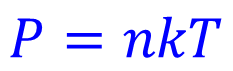 P = nkT